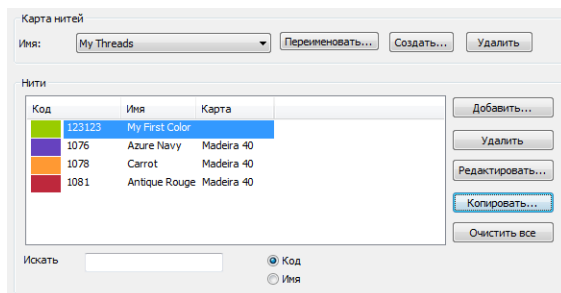 Карта нитей
Имя: My Threads Переименовать... Создать... Удалить
Нити
Код Имя Карта Добавить...
123123 My First Color
1076 Azure Navy Madeira 40 Удалить
1078 Carrot Madeira 40
1081 Antique Rouge Madeira 40 Редактировать...
Копировать...
Очистить все
Искать Код
Имя